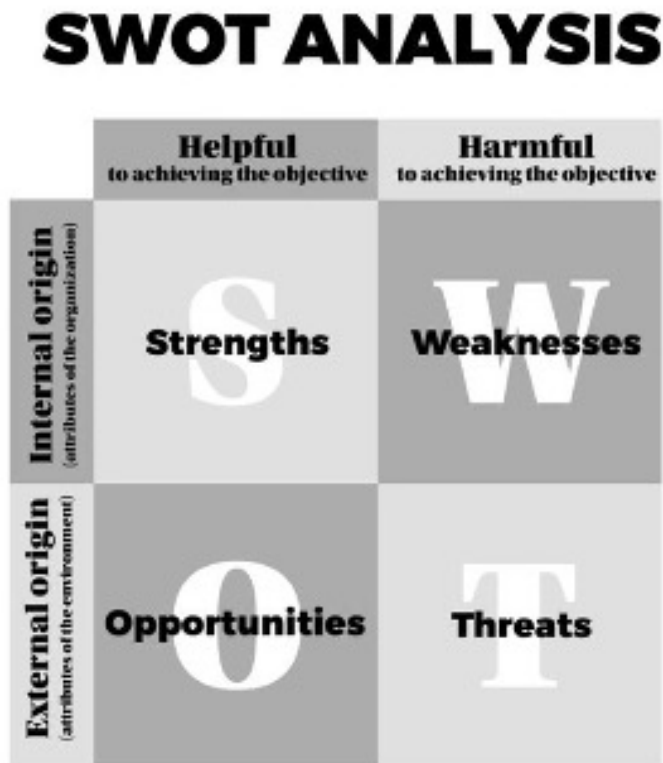 SWOT ANALYSIS
Helpful
to achieving the objective
Harmful
to achieving the objective
Internal origin
(attributes of the organization)
S
Strengths
W
Weaknesses
External origin
(attributes of the environment)
O
Opportunities
T
Threats